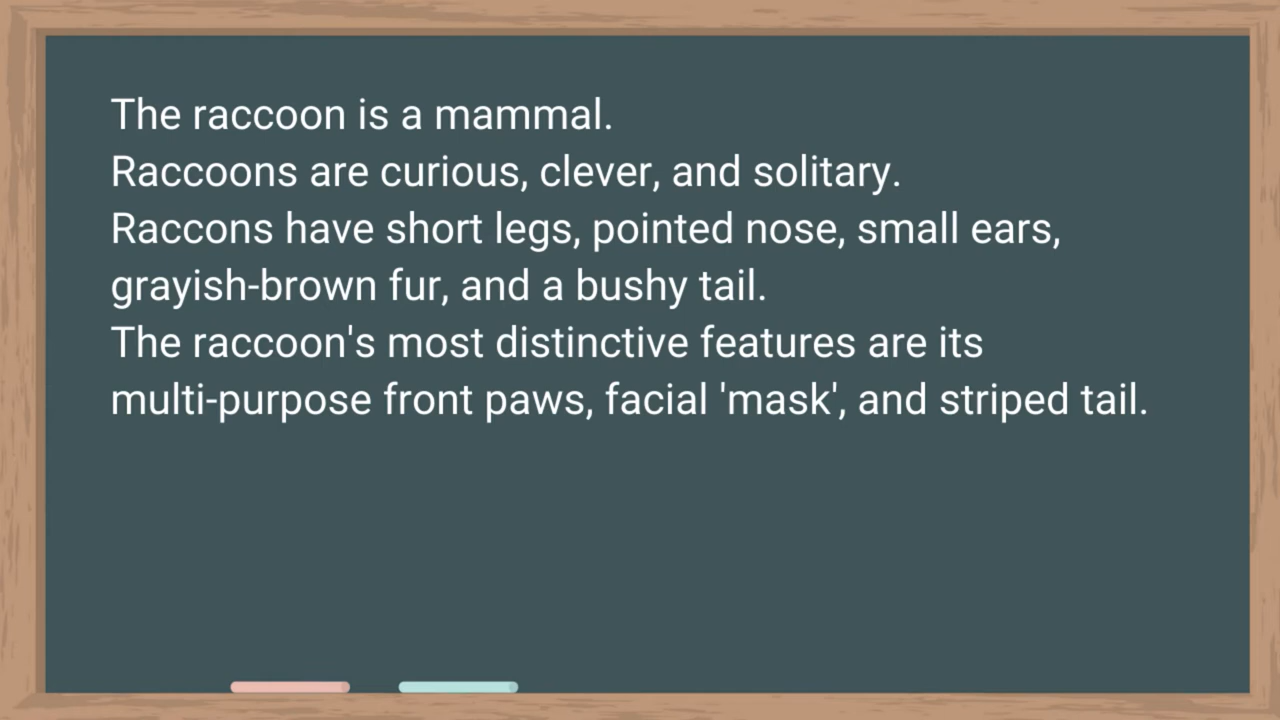 The raccoon is a mammal.
Raccoons are curious, clever, and solitary.
Raccons have short legs, pointed nose, small ears,
grayish-brown fur, and a bushy tail.
The raccoon's most distinctive features are its
multi-purpose front paws, facial 'mask', and striped tail.